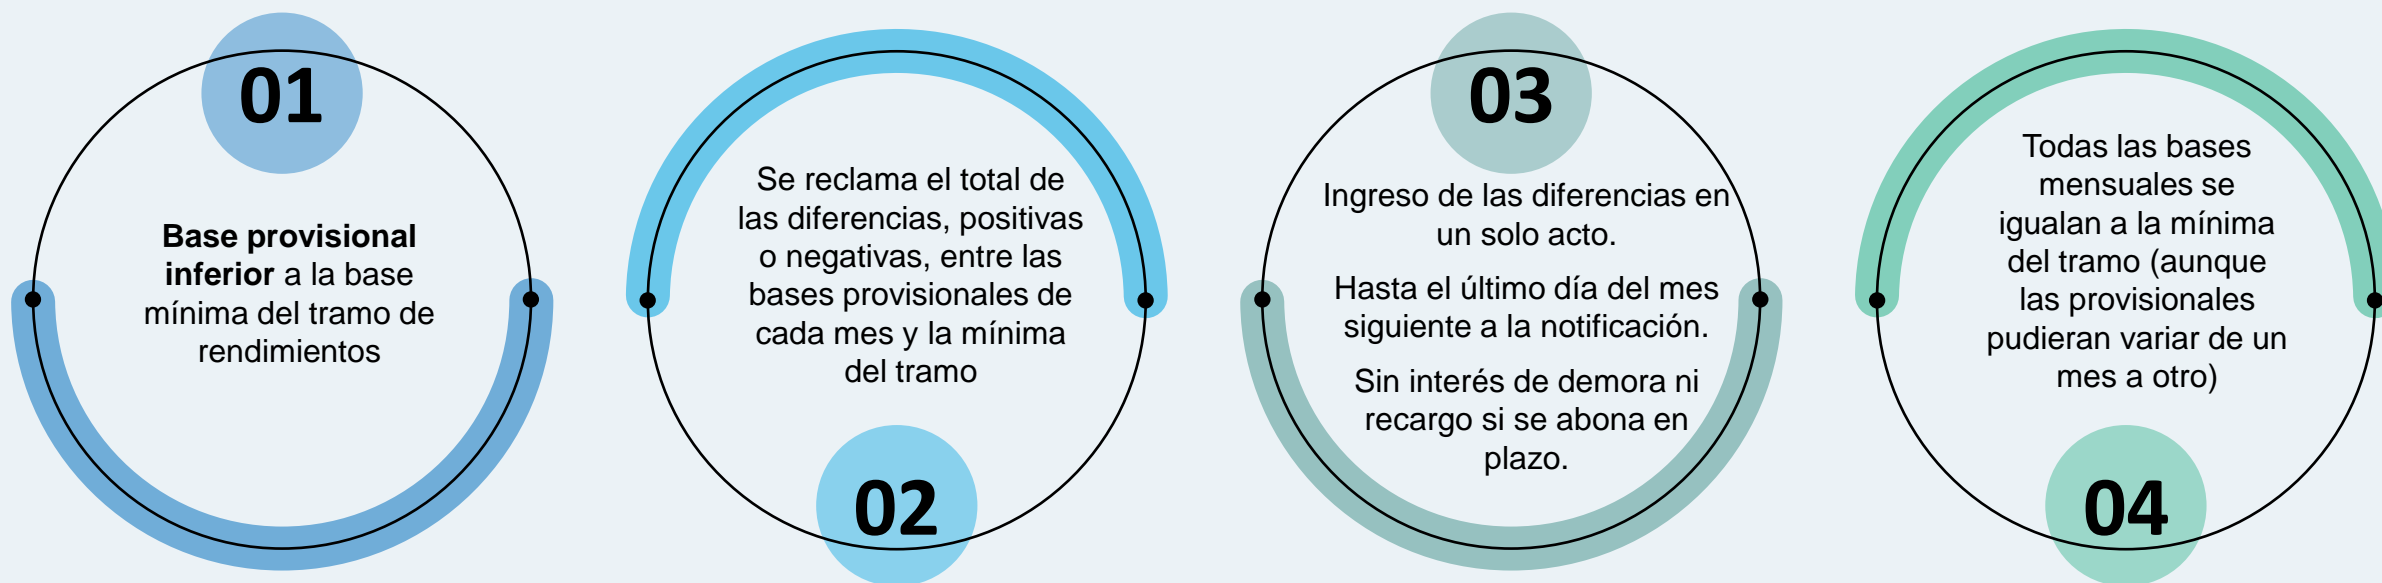 01
Base provisional
inferior a la base
mínima del tramo de
rendimientos
Se reclama el total de
las diferencias, positivas
o negativas, entre las
bases provisionales de
cada mes y la mínima
del tramo
02
03
Ingreso de las diferencias en
un solo acto.
Hasta el último día del mes
siguiente a la notificación.
Sin interés de demora ni
recargo si se abona en
plazo.
Todas las bases
mensuales se
igualan a la mínima
del tramo (aunque
las provisionales
pudieran variar de un
mes a otro)
04